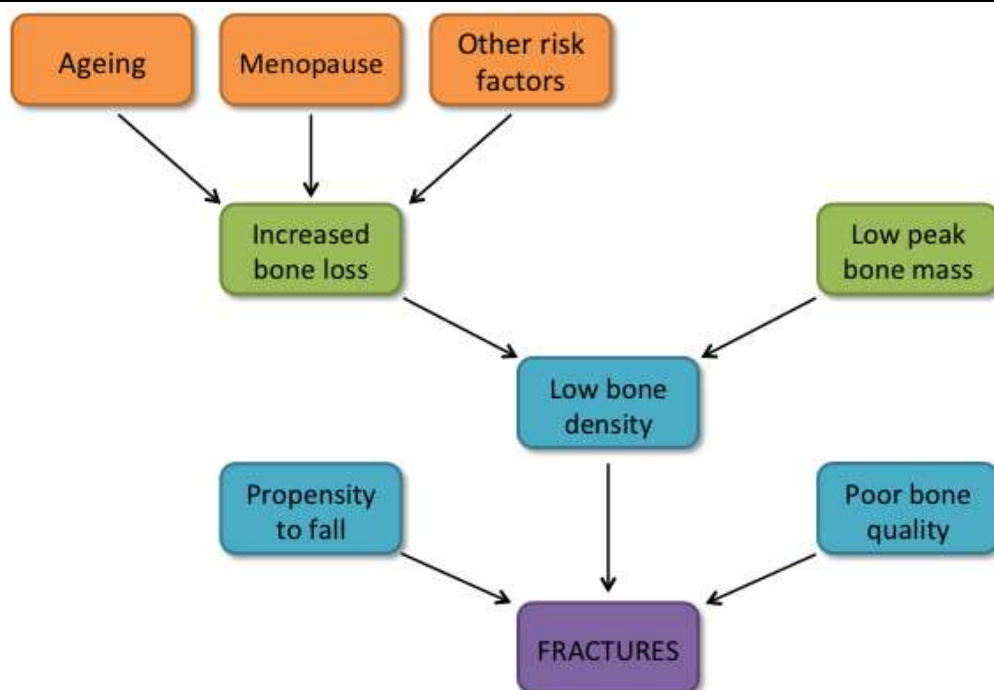 Ageing
Menopause
Other risk
factors
Increased
bone loss
Low peak
bone mass
Low bone
density
Propensity
to fall
Poor bone
quality
FRACTURES